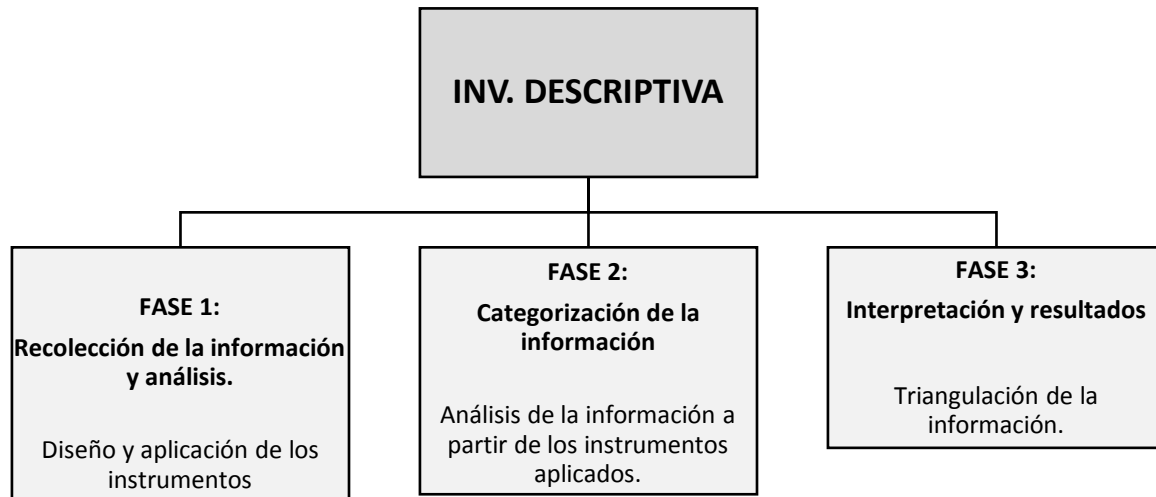 INV. DESCRIPTIVA
FASE 1:
Recolección de la información
y análisis.
Diseño y aplicación de los
instrumentos
FASE 2:
Categorización de la
información
Análisis de la información a
partir de los instrumentos
aplicados.
FASE 3:
Interpretación y resultados
Triangulación de la
información.